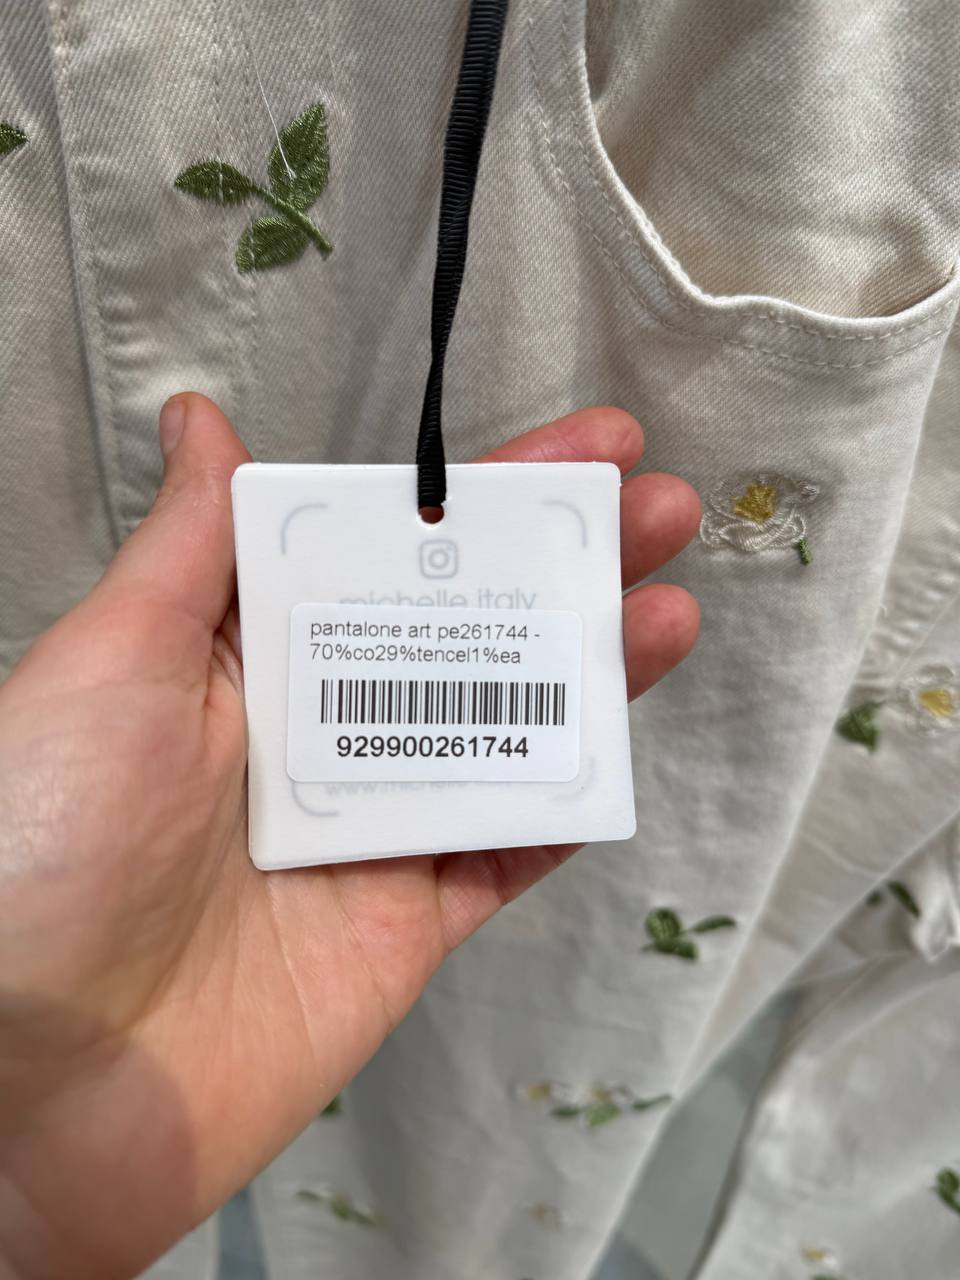 michelle italy
pantalone art pe261744 -
70%co29%tencel1%ea
929900261744